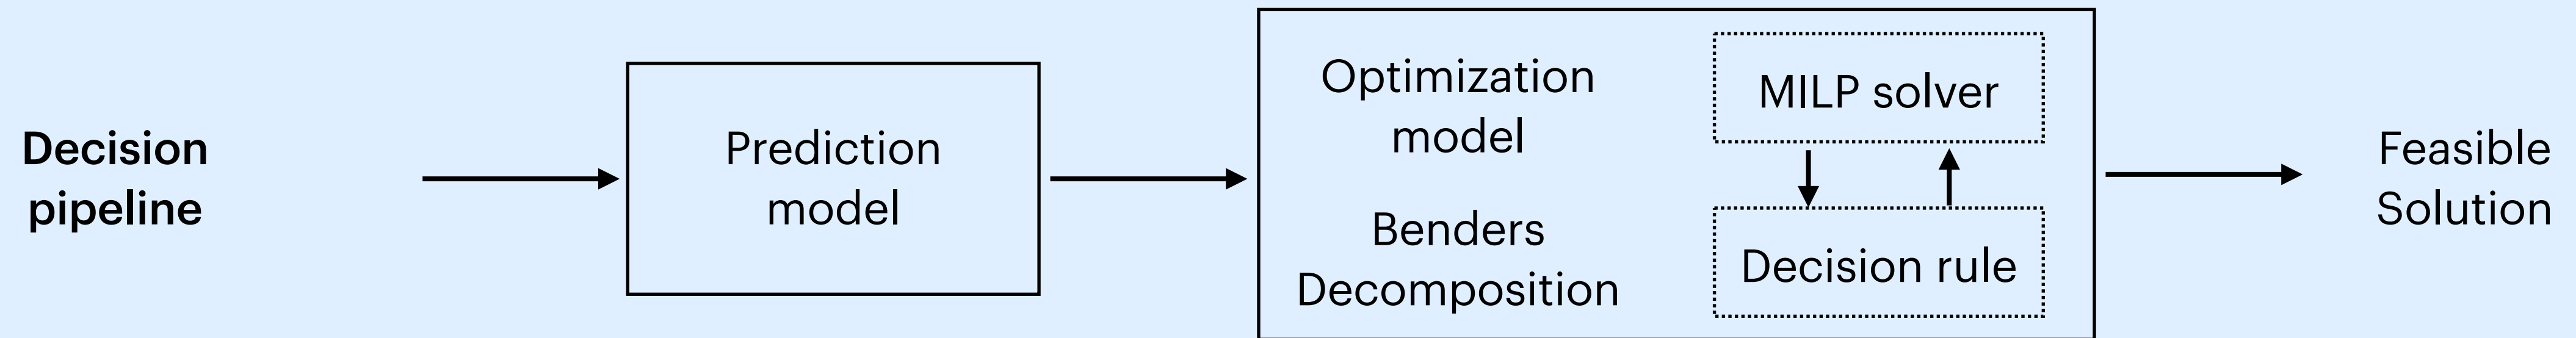 Decision
pipeline
Prediction
model
Optimization
model
Benders
Decomposition
MILP solver
Decision rule
Feasible
Solution